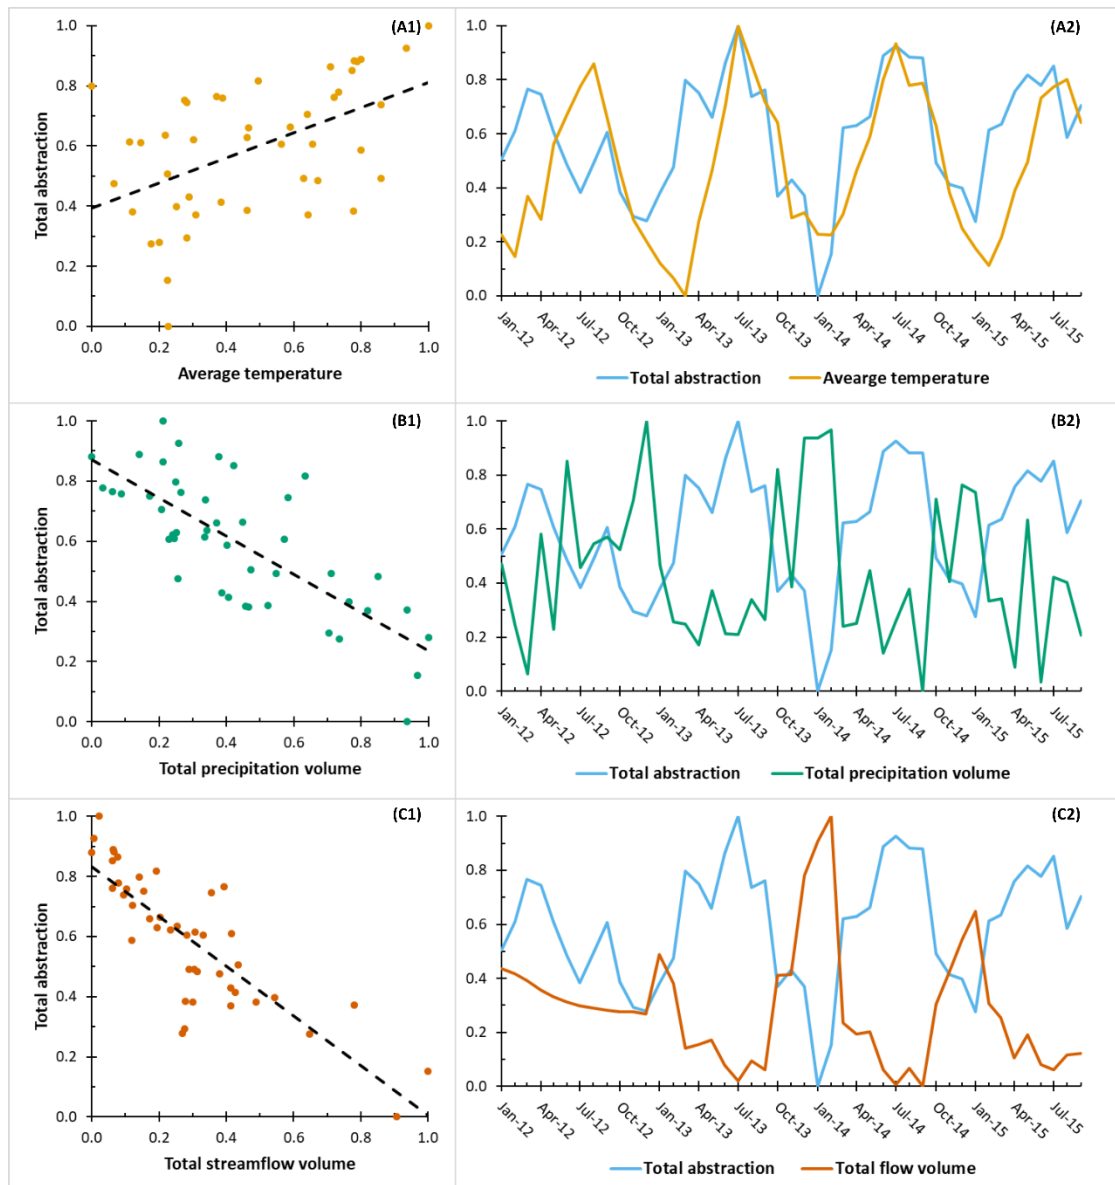 (A1)
1.0
0.8
0.6
0.4
0.2
0.0
Total abstraction
0.0 0.2 0.4 0.6 0.8 1.0
Average temperature
(A2)
1.0
0.8
0.6
0.4
0.2
0.0
Jan-12 Apr-12 Jul-12 Oct-12 Jan-13 Apr-13 Jul-13 Oct-13 Jan-14 Apr-14 Jul-14 Oct-14 Jan-15 Apr-15 Jul-15
Total abstraction Avearge temperature
(B1)
1.0
0.8
0.6
0.4
0.2
0.0
Total abstraction
0.0 0.2 0.4 0.6 0.8 1.0
Total precipitation volume
(B2)
1.0
0.8
0.6
0.4
0.2
0.0
Jan-12 Apr-12 Jul-12 Oct-12 Jan-13 Apr-13 Jul-13 Oct-13 Jan-14 Apr-14 Jul-14 Oct-14 Jan-15 Apr-15 Jul-15
Total abstraction Total precipitation volume
(C1)
1.0
0.8
0.6
0.4
0.2
0.0
Total abstraction
0.0 0.2 0.4 0.6 0.8 1.0
Total streamflow volume
(C2)
1.0
0.8
0.6
0.4
0.2
0.0
Jan-12 Apr-12 Jul-12 Oct-12 Jan-13 Apr-13 Jul-13 Oct-13 Jan-14 Apr-14 Jul-14 Oct-14 Jan-15 Apr-15 Jul-15
Total abstraction Total flow volume